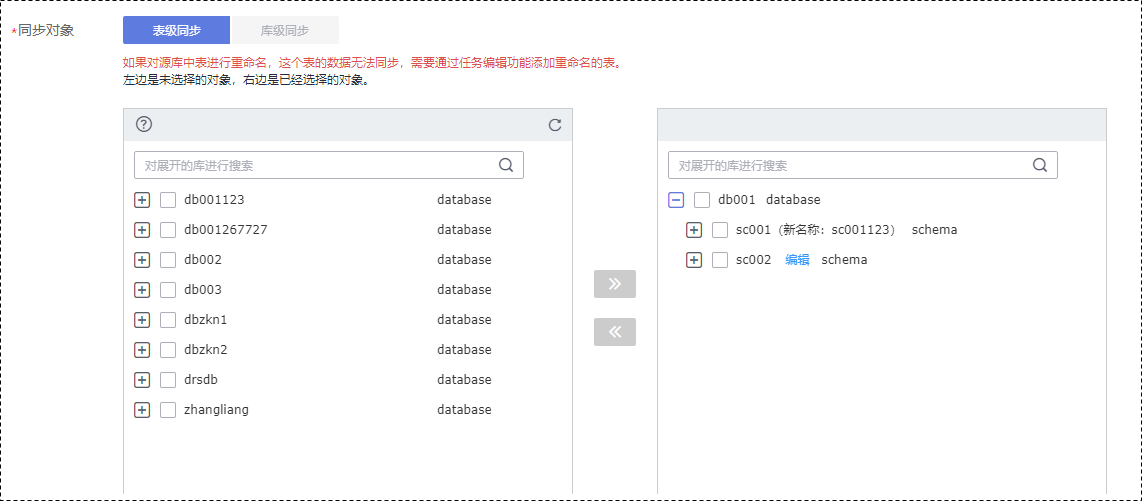 *同步对象 表级同步 库级同步
如果对源库中表进行重命名，这个表的数据无法同步，需要通过任务编辑功能添加重命名的表。
左边是未选择的对象，右边是已经选择的对象。
对展开的库进行搜索
db001123 database
db001267727 database
db002 database
db003 database
dbzkn1 database
dbzkn2 database
drsdb database
zhangliang database
对展开的库进行搜索
db001 database
sc001（新名称：sc001123） schema
sc002 编辑 schema